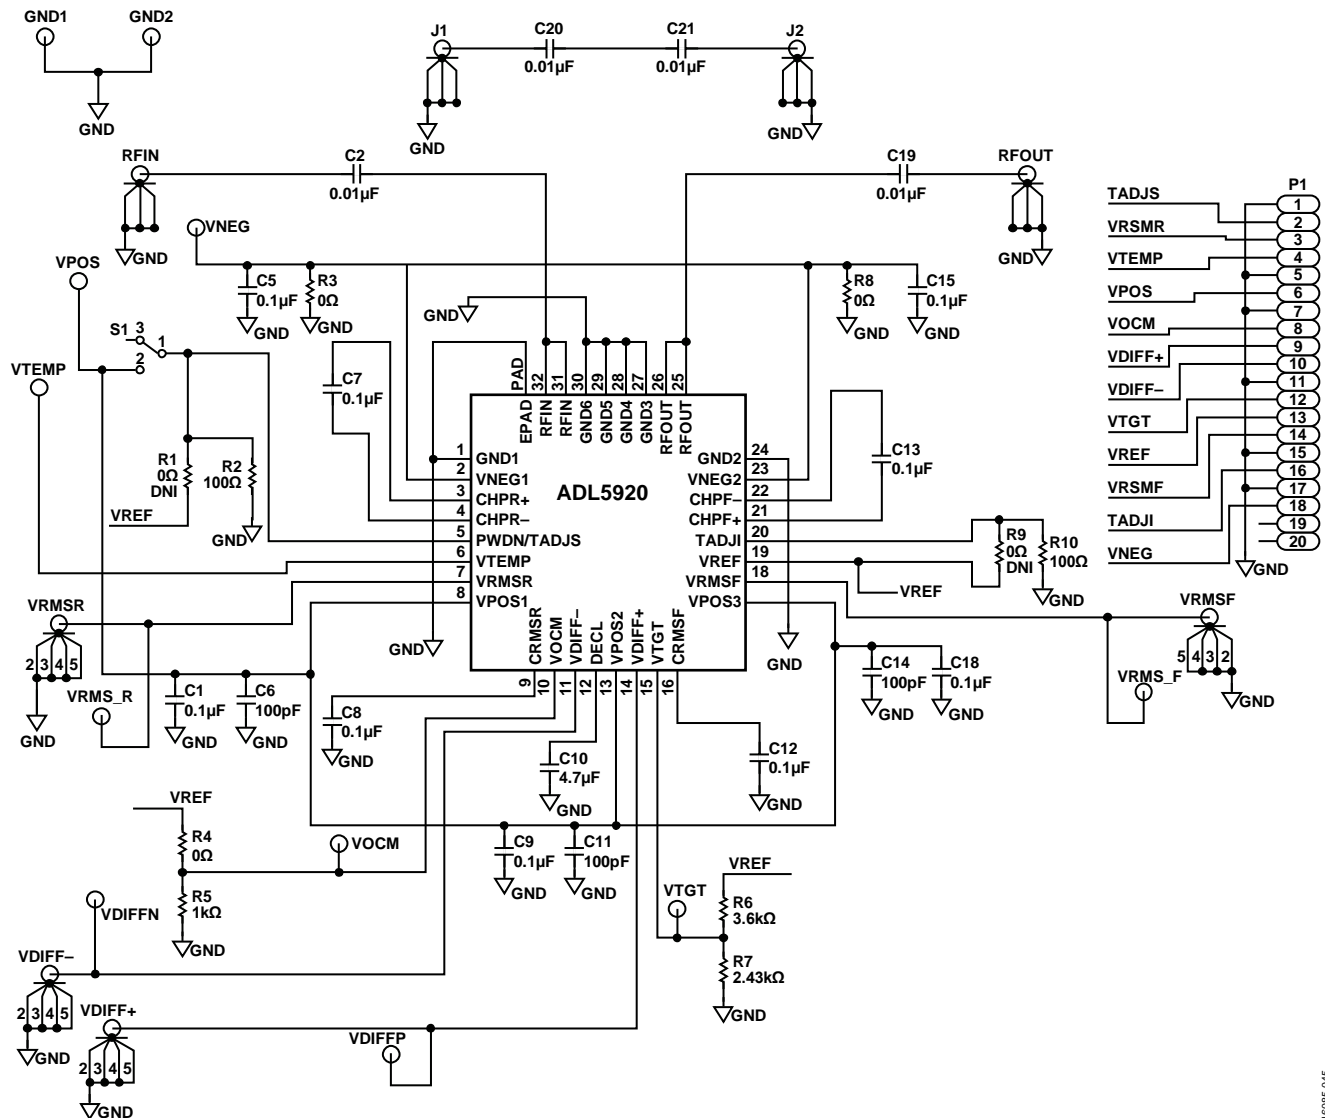 GND1
GND2
GND
J1
C20
0.01µF
C21
0.01µF
J2
GND
GND
RFIN
C2
0.01µF
C19
0.01µF
RFOUT
GND
GND
VNEG
VPOS
C5
0.1µF
GND
R3
0Ω
GND
GND
R8
0Ω
GND
C15
0.1µF
GND
S1
3
1
2
VTEMP
C7
0.1µF
PAD
32
31
30
29
28
27
26
25
EPAD
RFIN
RFIN
GND6
GND5
GND4
GND3
RFOUT
RFOUT
R1
0Ω
DNI
R2
100Ω
VREF
GND
1
GND1
2
VNEG1
3
CHPR+
4
CHPR–
5
PWDN/TADJS
6
VTEMP
7
VRMSR
8
VPOS1
ADL5920
24
GND2
23
VNEG2
22
CHPF–
21
CHPF+
20
TADJI
19
VREF
18
VRMSF
17
VPOS3
C13
0.1µF
R9
0Ω
DNI
R10
100Ω
GND
VREF
CRMSR
VOCM
VDIFF–
DECL
VPOS2
VDIFF+
VTGT
CRMSF
9
10
11
12
13
14
15
16
GND
GND
VRMSR
2 3 4 5
GND
VRMS_R
C1
0.1µF
GND
C6
100pF
GND
C8
0.1µF
GND
C10
4.7µF
GND
C12
0.1µF
GND
C14
100pF
GND
C18
0.1µF
GND
VRMSF
5 4 3 2
GND
VRMS_F
VREF
R4
0Ω
VOCM
R5
1kΩ
GND
C9
0.1µF
GND
C11
100pF
GND
VREF
VTGT
R6
3.6kΩ
R7
2.43kΩ
GND
VDIFFN
VDIFF–
2 3 4 5
GND
VDIFF+
2 3 4 5
GND
VDIFFP
P1
TADJS
VRSMR
VTEMP
VPOS
VOCM
VDIFF+
VDIFF–
VTGT
VREF
VRSMF
TADJI
VNEG
1
2
3
4
5
6
7
8
9
10
11
12
13
14
15
16
17
18
19
20
GND